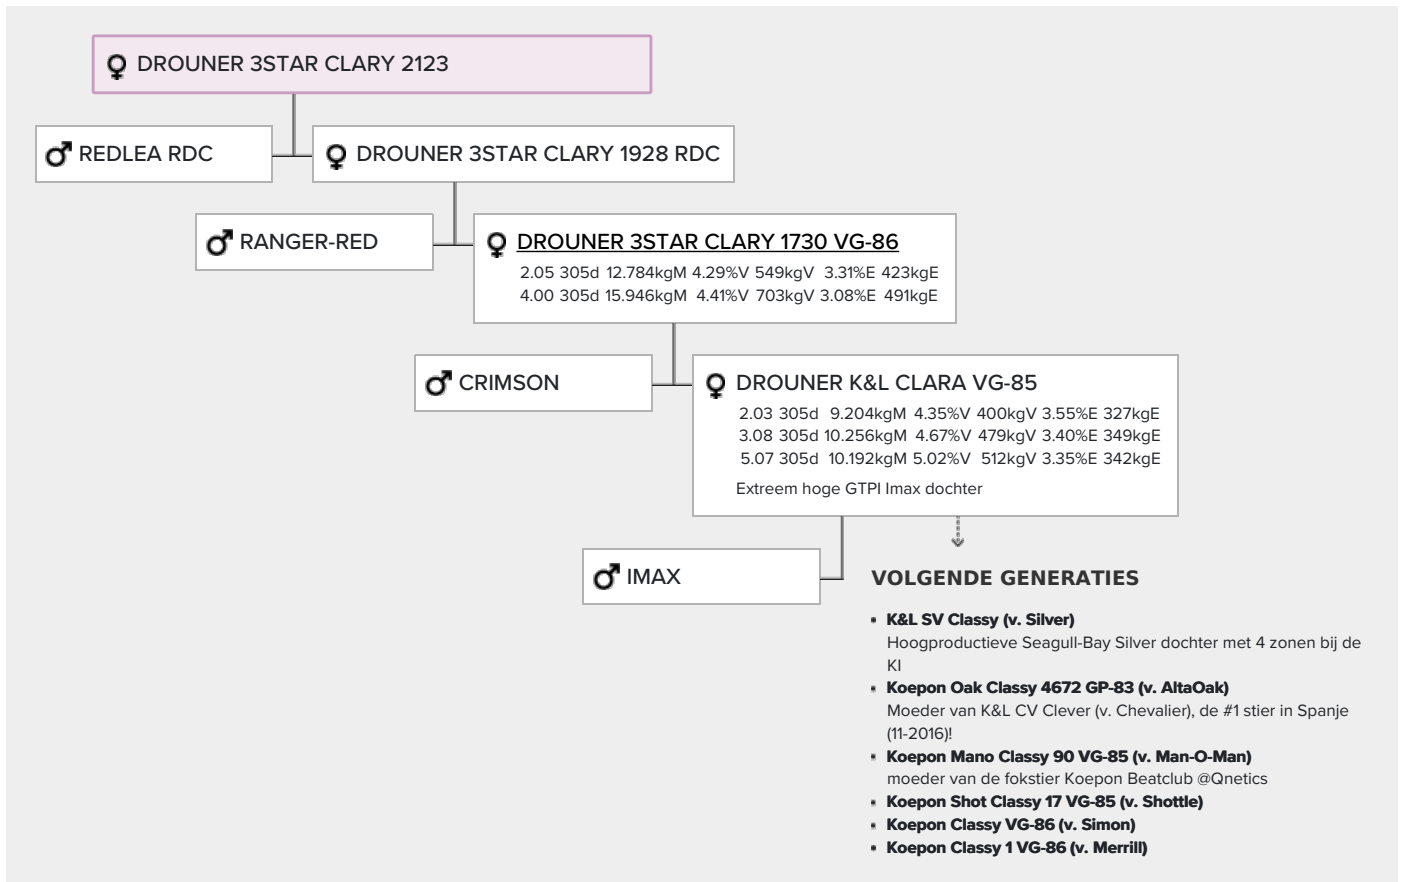 DROUNER 3STAR CLARY 2123
REDLEA RDC
DROUNER 3STAR CLARY 1928 RDC
RANGER-RED
DROUNER 3STAR CLARY 1730 VG-86
2.05 305d 12.784kgM 4.29%V 549kgV 3.31%E 423kgE
4.00 305d 15.946kgM 4.41%V 703kgV 3.08%E 491kgE
CRIMSON
DROUNER K&L CLARA VG-85
2.03 305d 9.204kgM 4.35%V 400kgV 3.55%E 327kgE
3.08 305d 10.256kgM 4.67%V 479kgV 3.40%E 349kgE
5.07 305d 10.192kgM 5.02%V 512kgV 3.35%E 342kgE
Extreem hoge GTPI Imax dochter
IMAX
VOLGENDE GENERATIES
K&L SV Classy (v. Silver)
Hoogproductieve Seagull-Bay Silver dochter met 4 zonen bij de
KI
Koepon Oak Classy 4672 GP-83 (v. AltaOak)
Moeder van K&L CV Clever (v. Chevalier), de #1 stier in Spanje
(11-2016)!
Koepon Mano Classy 90 VG-85 (v. Man-O-Man)
moeder van de fokstier Koepon Beatclub @Qnetics
Koepon Shot Classy 17 VG-85 (v. Shottle)
Koepon Classy VG-86 (v. Simon)
Koepon Classy 1 VG-86 (v. Merrill)